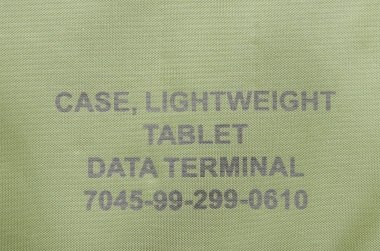 CASE, LIGHTWEIGHT
TABLET
DATA TERMINAL
7045-99-299-0610